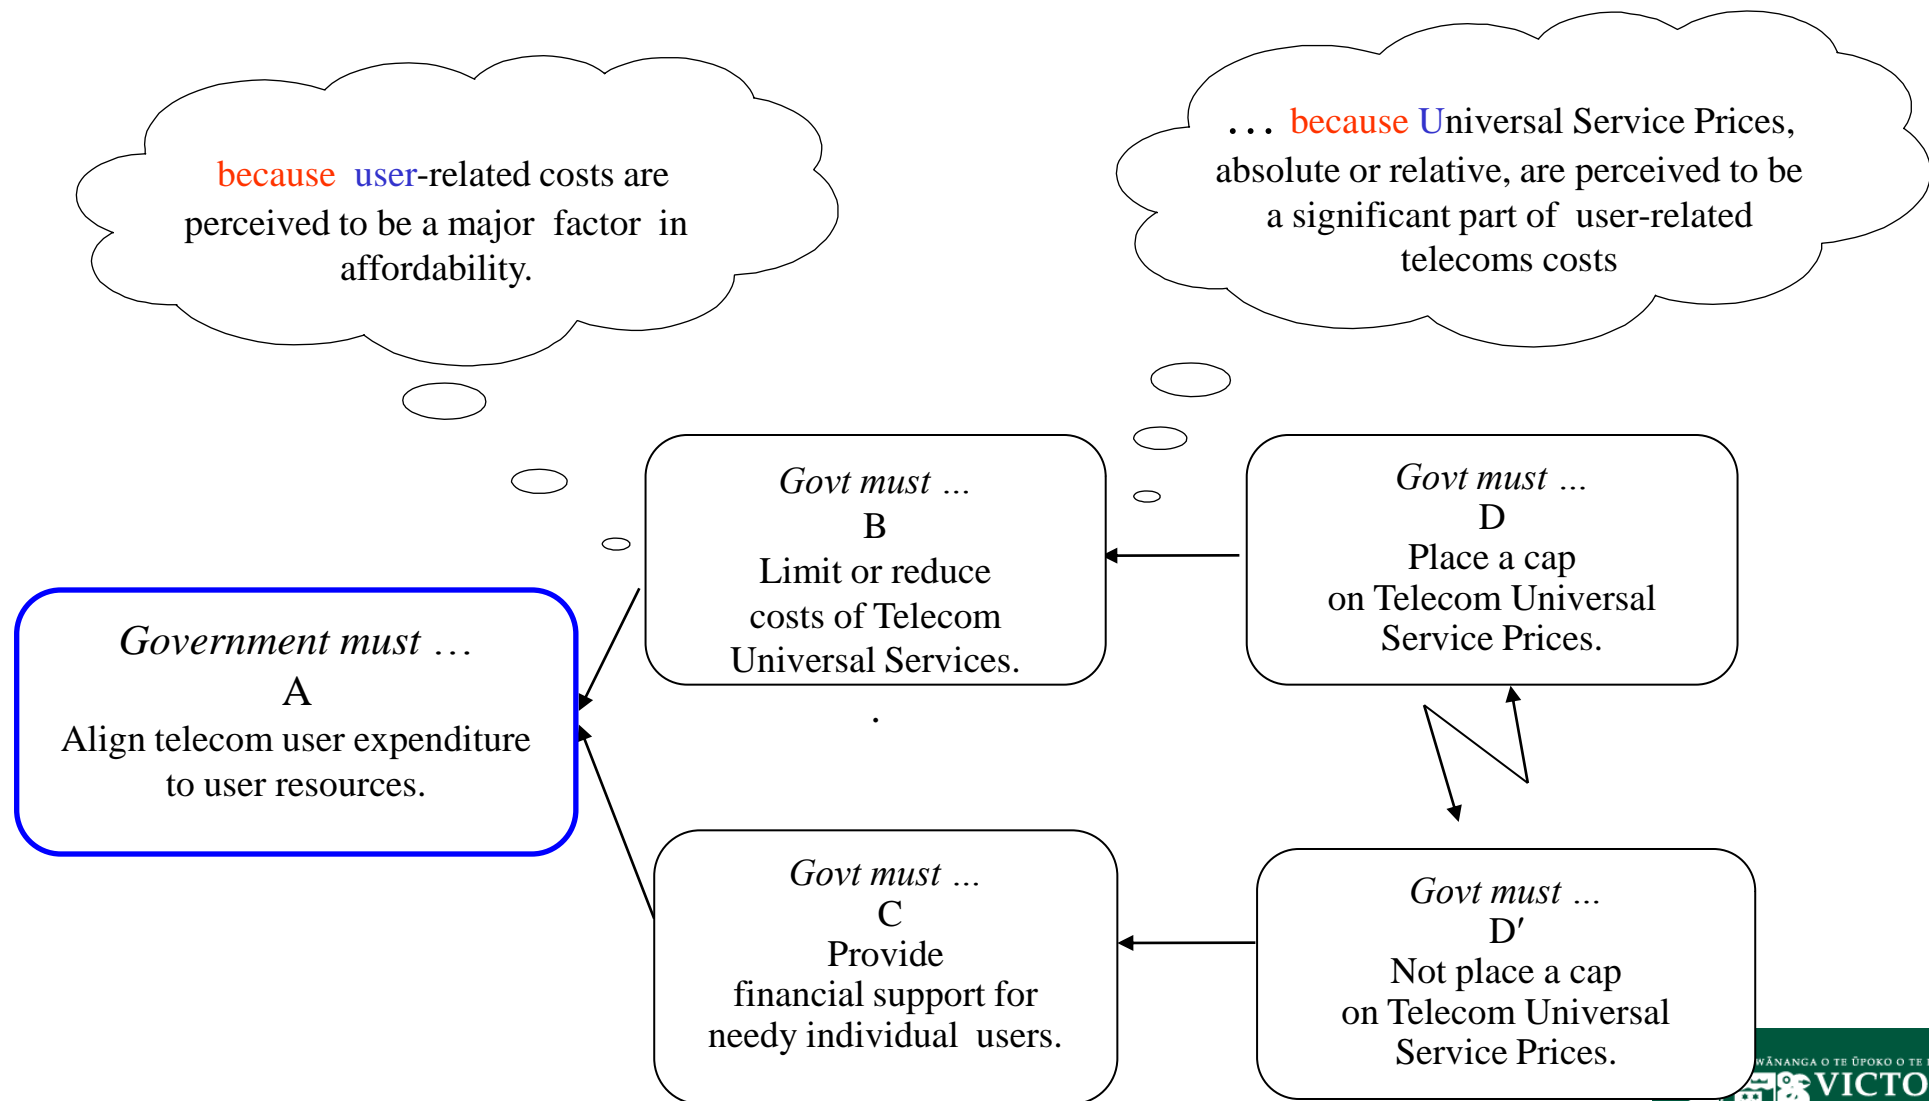 because user-related costs are
perceived to be a major factor in
affordability.
… because Universal Service Prices,
absolute or relative, are perceived to be
a significant part of user-related
telecoms costs
Govt must …
B
Limit or reduce
costs of Telecom
Universal Services.
.
Govt must …
D
Place a cap
on Telecom Universal
Service Prices.
Government must …
A
Align telecom user expenditure
to user resources.
Govt must …
C
Provide
financial support for
needy individual users.
Govt must …
D′
Not place a cap
on Telecom Universal
Service Prices.
WĀNANGA O TE ŪPOKO O TE
VICTO